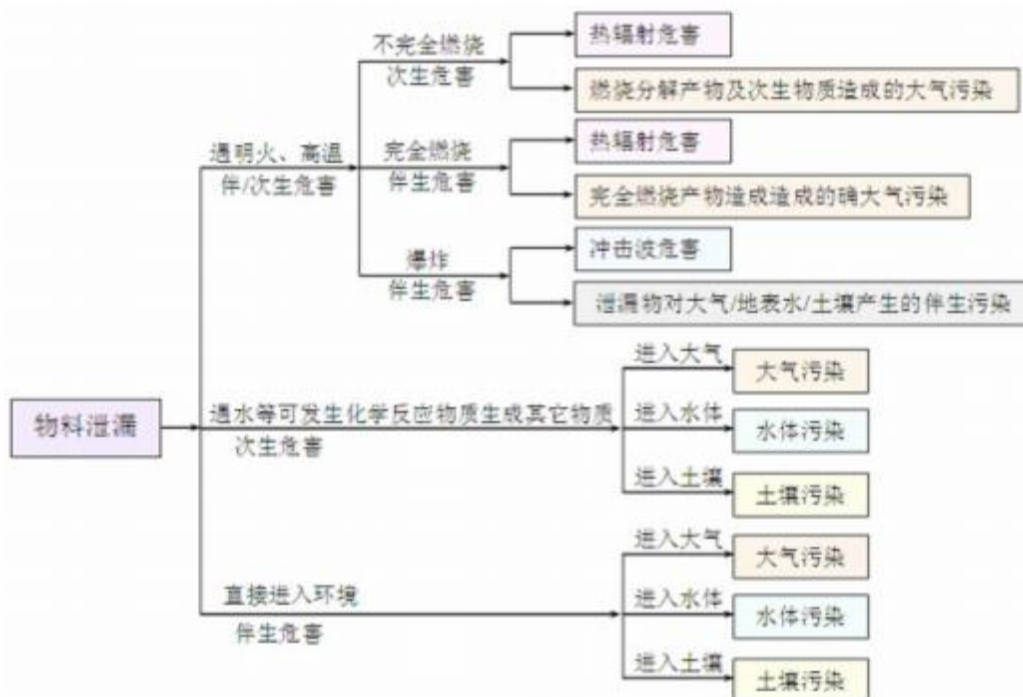 物料泄漏
遇明火、高温
伴/次生危害
不完全燃烧
次生危害
热辐射危害
燃烧分解产物及次生物质造成的大气污染
完全燃烧
伴生危害
热辐射危害
完全燃烧产物造成造成的确大气污染
爆炸
伴生危害
冲击波危害
泄漏物对大气/地表水/土壤产生的伴生污染
遇水等可发生化学反应物质生成其它物质
次生危害
进入大气
大气污染
进入水体
水体污染
进入土壤
土壤污染
直接进入环境
伴生危害
进入大气
大气污染
进入水体
水体污染
进入土壤
土壤污染